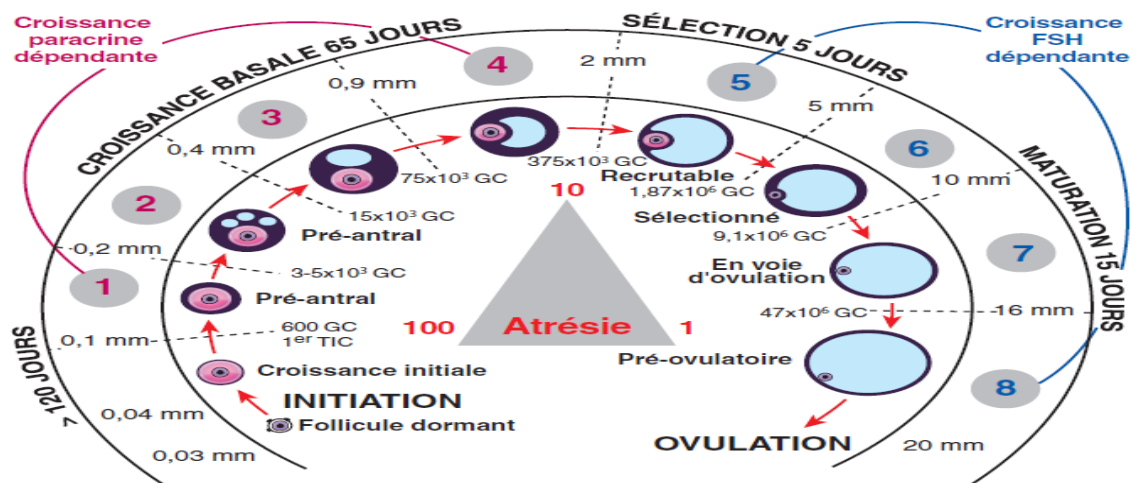 Croissance
paracrine
dépendante
CROISSANCE BASALE 65 JOURS
SÉLECTION 5 JOURS
Croissance
FSH
dépendante
MATURATION 15 JOURS
> 120 JOURS
1
2
3
4
5
6
7
8
0,03 mm
0,04 mm
0,1 mm
0,2 mm
0,4 mm
0,9 mm
2 mm
5 mm
10 mm
16 mm
20 mm
600 GC
1er TIC
3-5x10³ GC
15x10³ GC
75x10³ GC
375x10³ GC
1,87x10⁶ GC
9,1x10⁶ GC
47x10⁶ GC
Follicule dormant
INITIATION
Croissance initiale
Pré-antral
Pré-antral
Recrutable
Sélectionné
En voie
d'ovulation
Pré-ovulatoire
OVULATION
10
100
Atrésie
1